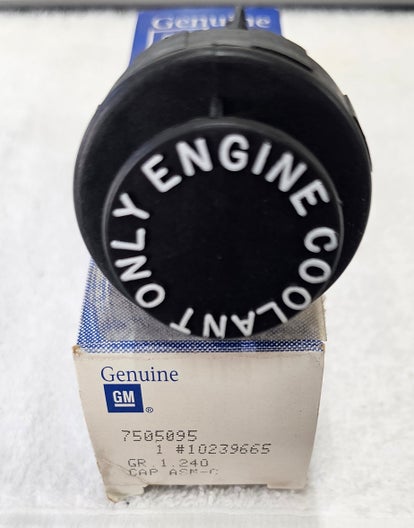 Genuine
ENGINE COOLANT ONLY
Genuine
GM
®
7505095
1 #10239665
GR 1.240
CAP ASM-